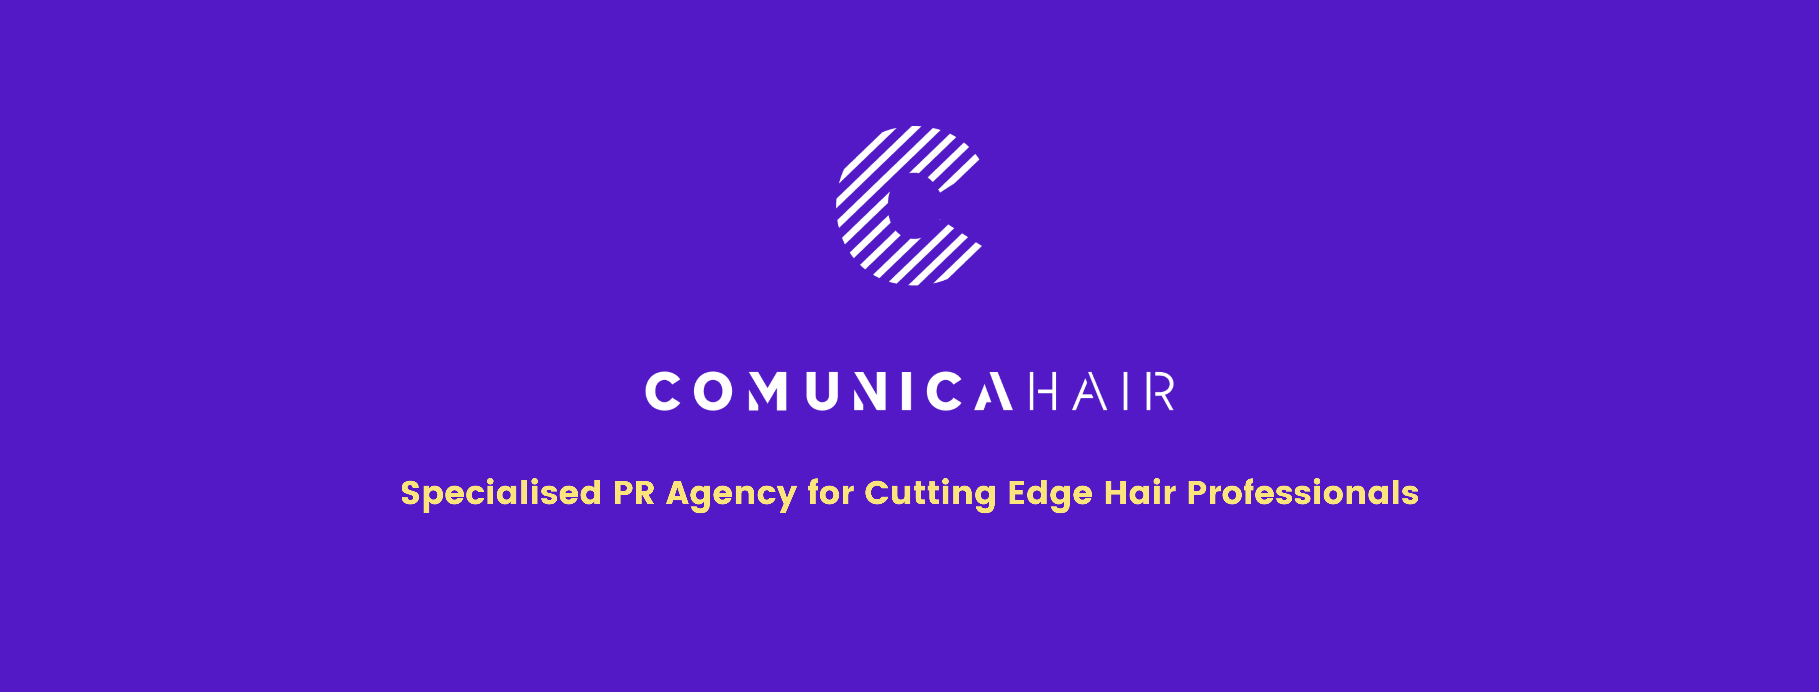 C
COMUNICAHAIR
Specialised PR Agency for Cutting Edge Hair Professionals